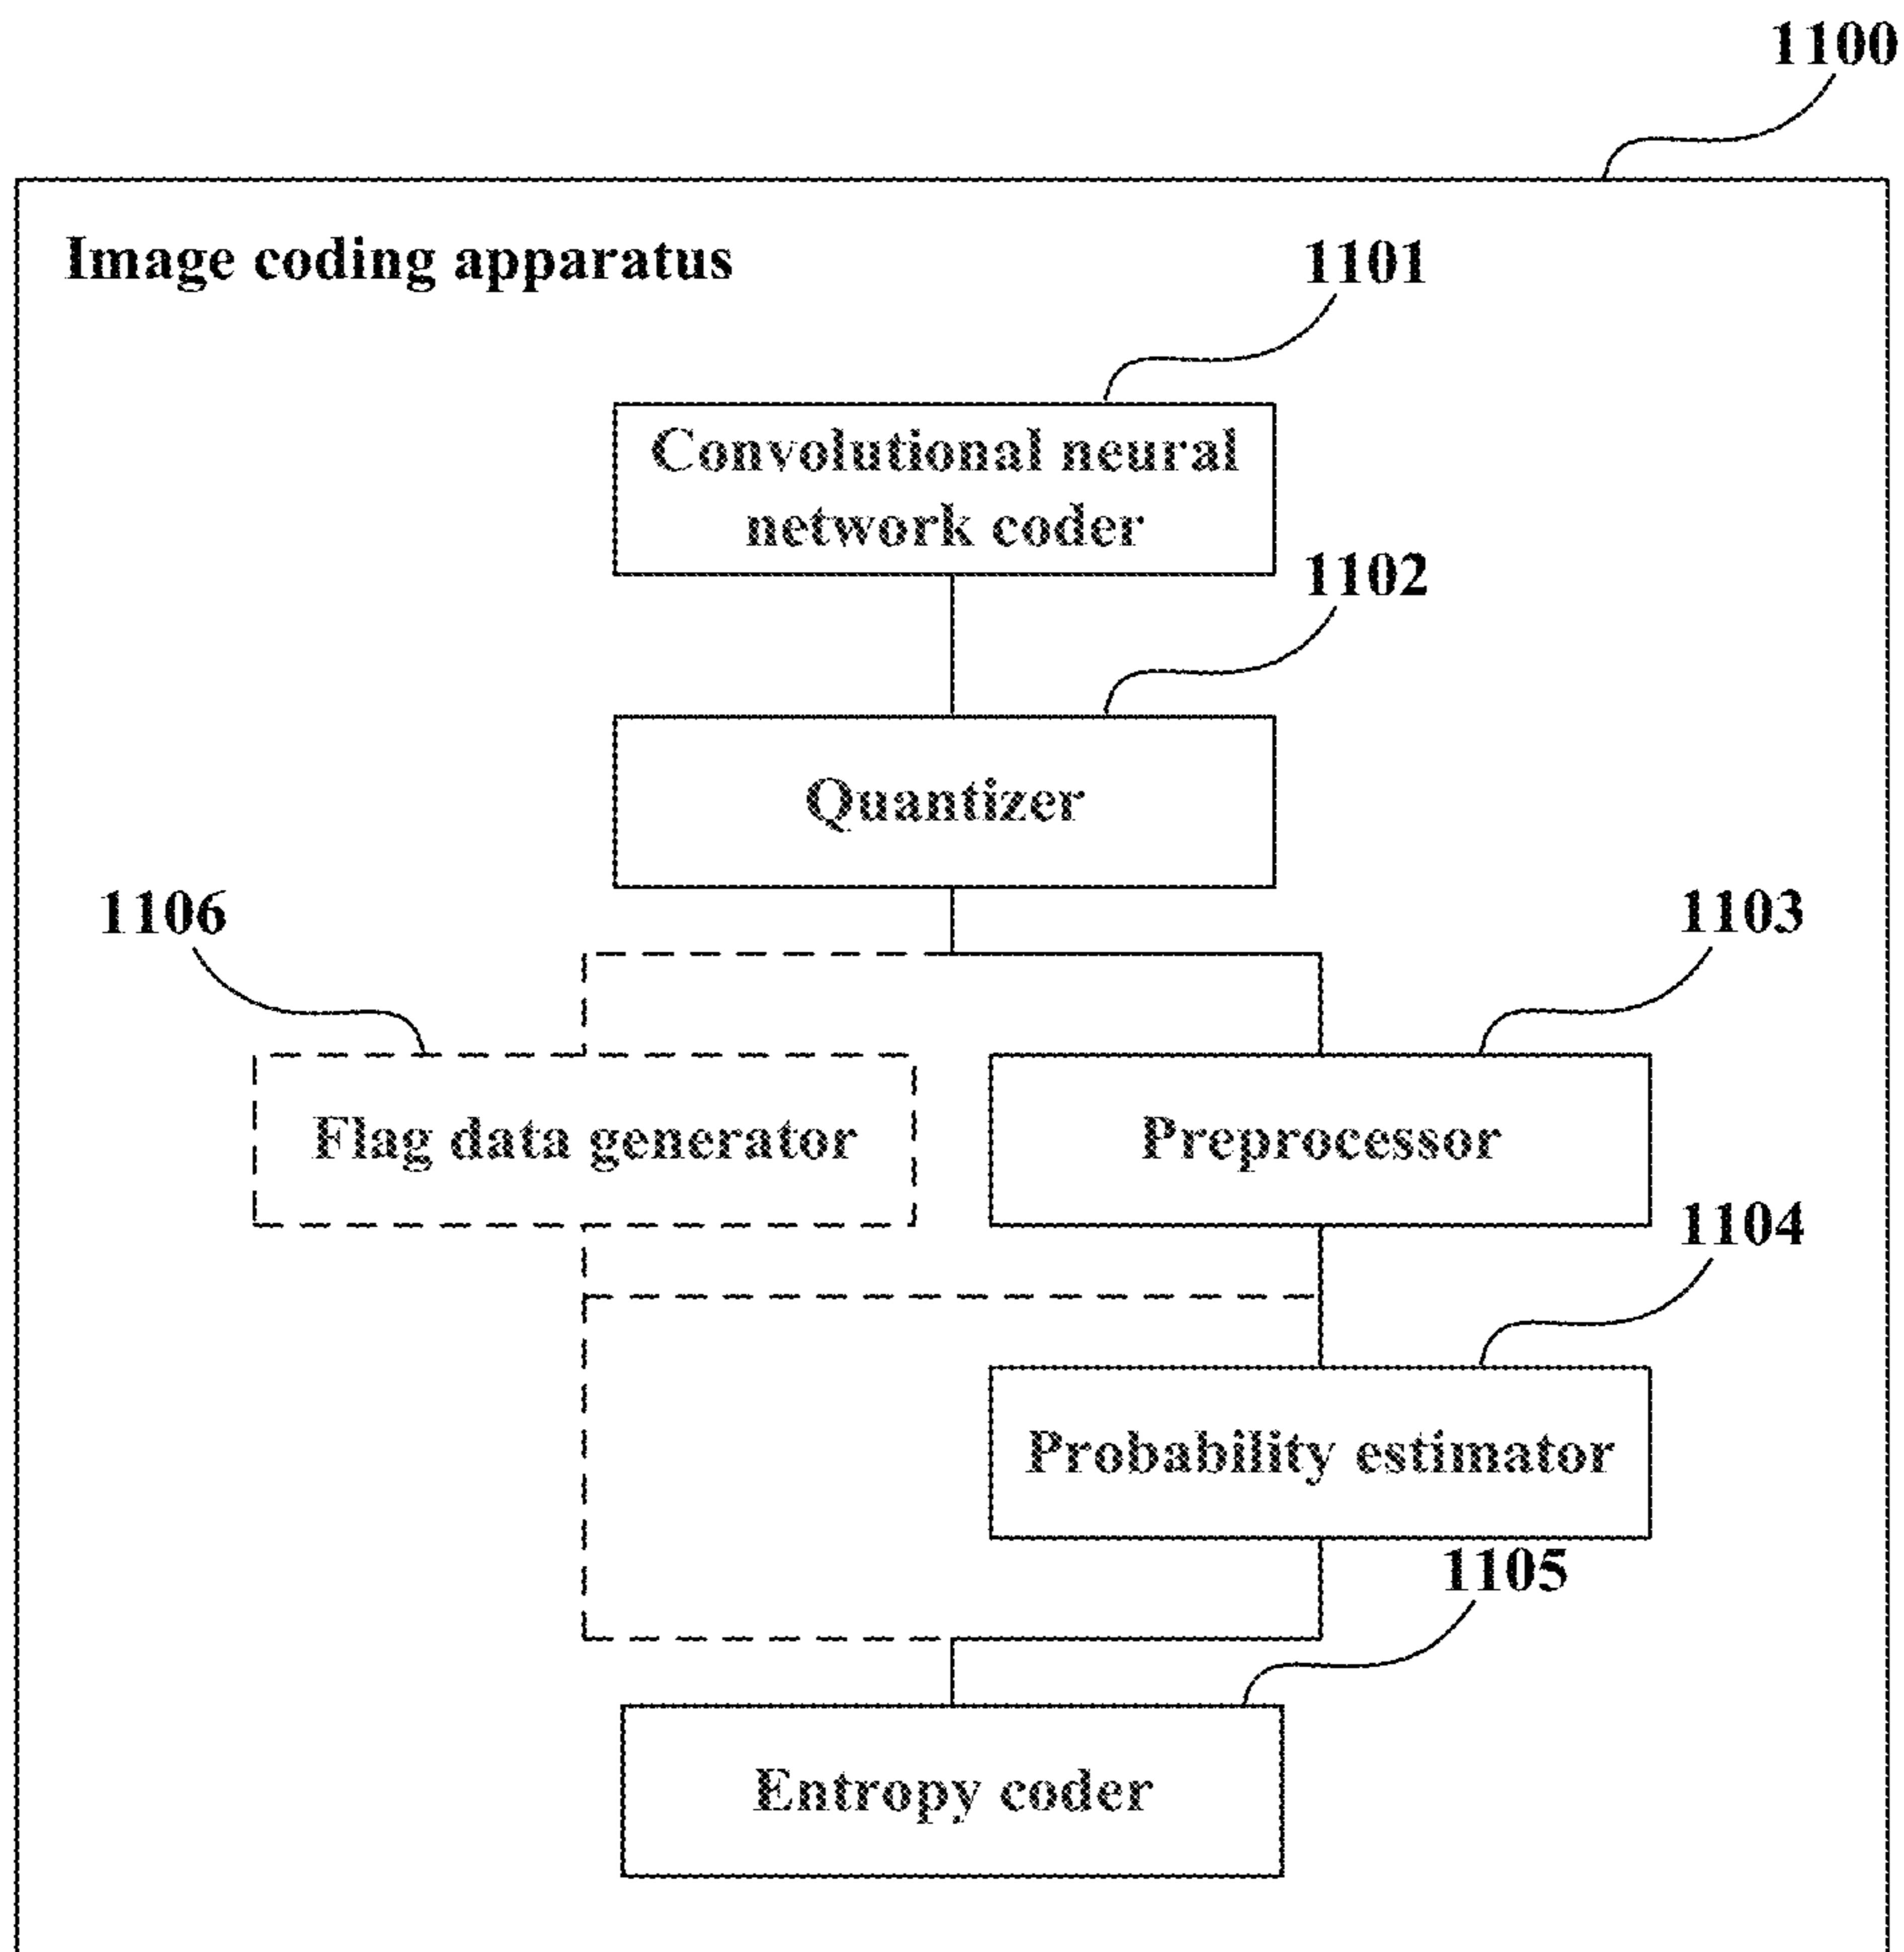 1100
Image coding apparatus
1101
Convolutional neural
network coder
1102
Quantizer
1106
1103
Flag data generator
Preprocessor
1104
Probability estimator
1105
Entropy coder